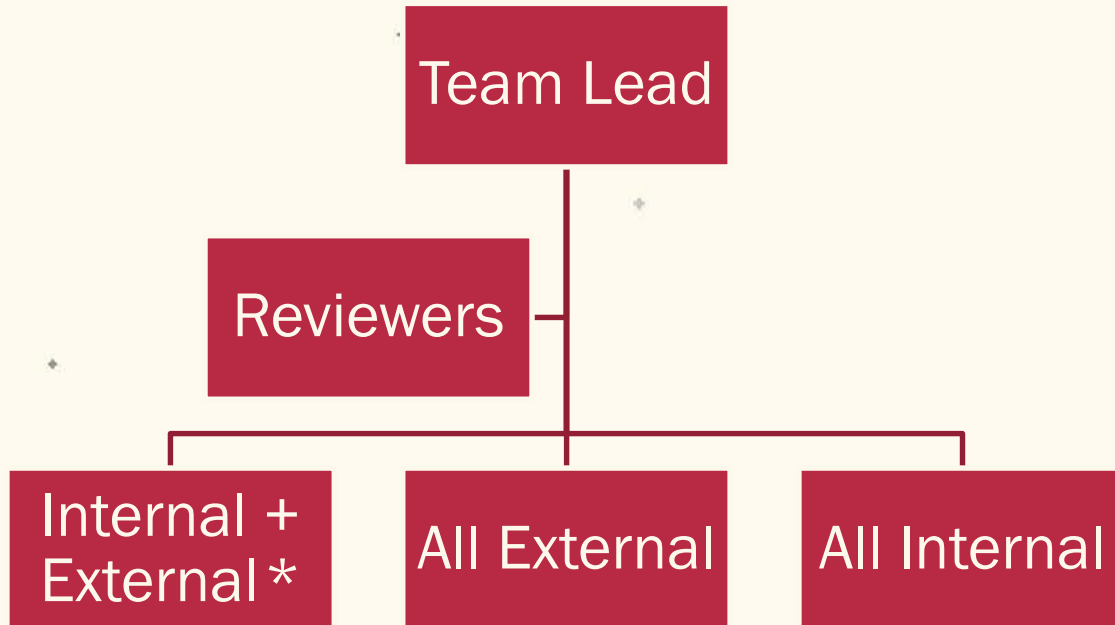 Team Lead
Reviewers
Internal +
External *
All External
All Internal